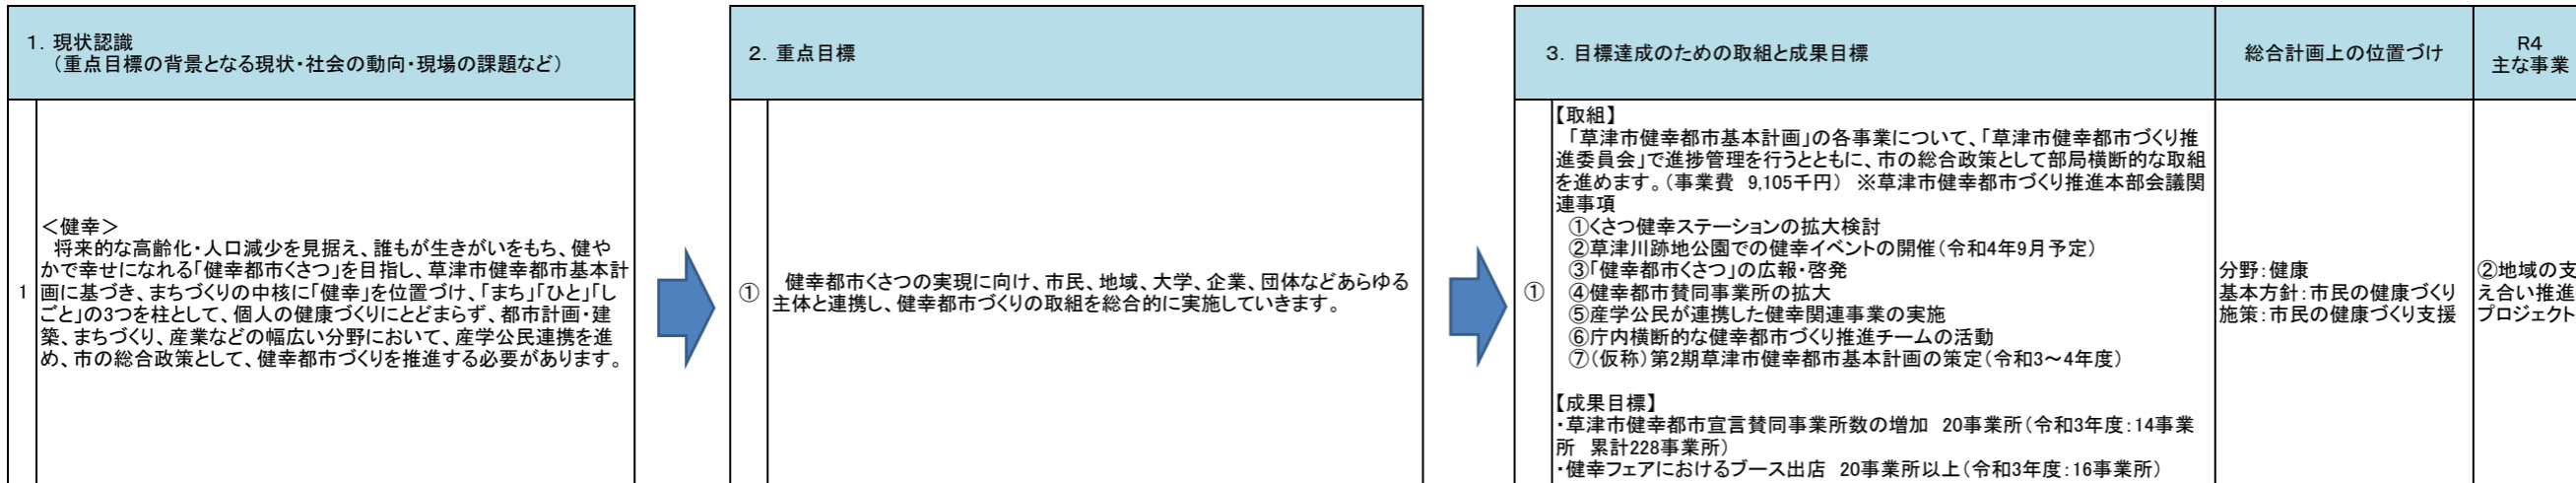 1．現状認識
（重点目標の背景となる現状・社会の動向・現場の課題など）
2．重点目標
3．目標達成のための取組と成果目標
総合計画上の位置づけ
R4
主な事業
1
＜健幸＞
将来的な高齢化・人口減少を見据え、誰もが生きがいをもち、健や
かで幸せになれる「健幸都市くさつ」を目指し、草津市健幸都市基本計
画に基づき、まちづくりの中核に「健幸」を位置づけ、「まち」「ひと」「し
ごと」の3つを柱として、個人の健康づくりにとどまらず、都市計画・建
築、まちづくり、産業などの幅広い分野において、産学公民連携を進
め、市の総合政策として、健幸都市づくりを推進する必要があります。
①
健幸都市くさつの実現に向け、市民、地域、大学、企業、団体などあらゆる
主体と連携し、健幸都市づくりの取組を総合的に実施していきます。
①
【取組】
「草津市健幸都市基本計画」の各事業について、「草津市健幸都市づくり推
進委員会」で進捗管理を行うとともに、市の総合政策として部局横断的な取組
を進めます。（事業費　9,105千円）　※草津市健幸都市づくり推進本部会議関
連事項
①くさつ健幸ステーションの拡大検討
②草津川跡地公園での健幸イベントの開催（令和4年9月予定）
③「健幸都市くさつ」の広報・啓発
④健幸都市賛同事業所の拡大
⑤産学公民が連携した健幸関連事業の実施
⑥庁内横断的な健幸都市づくり推進チームの活動
⑦（仮称）第2期草津市健幸都市基本計画の策定（令和3～4年度）
【成果目標】
・草津市健幸都市宣言賛同事業所数の増加　20事業所（令和3年度：14事業
所　累計228事業所）
・健幸フェアにおけるブース出店　20事業所以上（令和3年度：16事業所）
分野：健康
基本方針：市民の健康づくり
施策：市民の健康づくり支援
②地域の支
え合い推進
プロジェクト